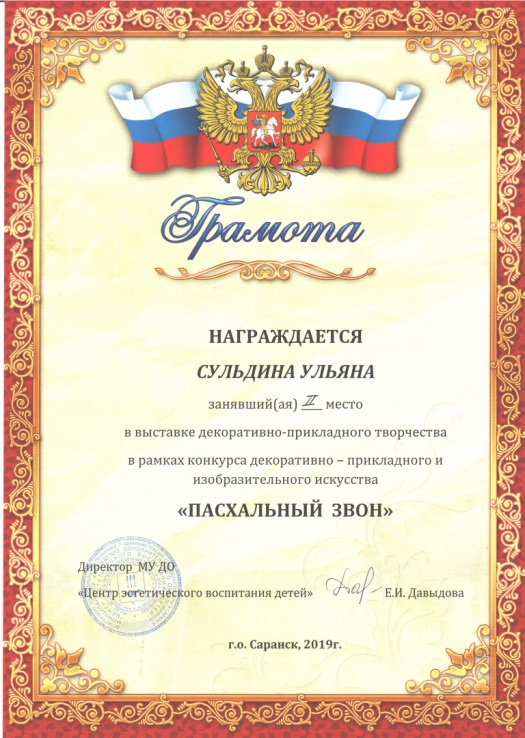 Грамота
НАГРАЖДАЕТСЯ
СУЛЬДИНА УЛЬЯНА
занявший(ая) II место
в выставке декоративно-прикладного творчества
в рамках конкурса декоративно – прикладного и
изобразительного искусства
«ПАСХАЛЬНЫЙ ЗВОН»
Директор МУ ДО
«Центр эстетического воспитания детей» Е.И. Давыдова
г.о. Саранск, 2019г.